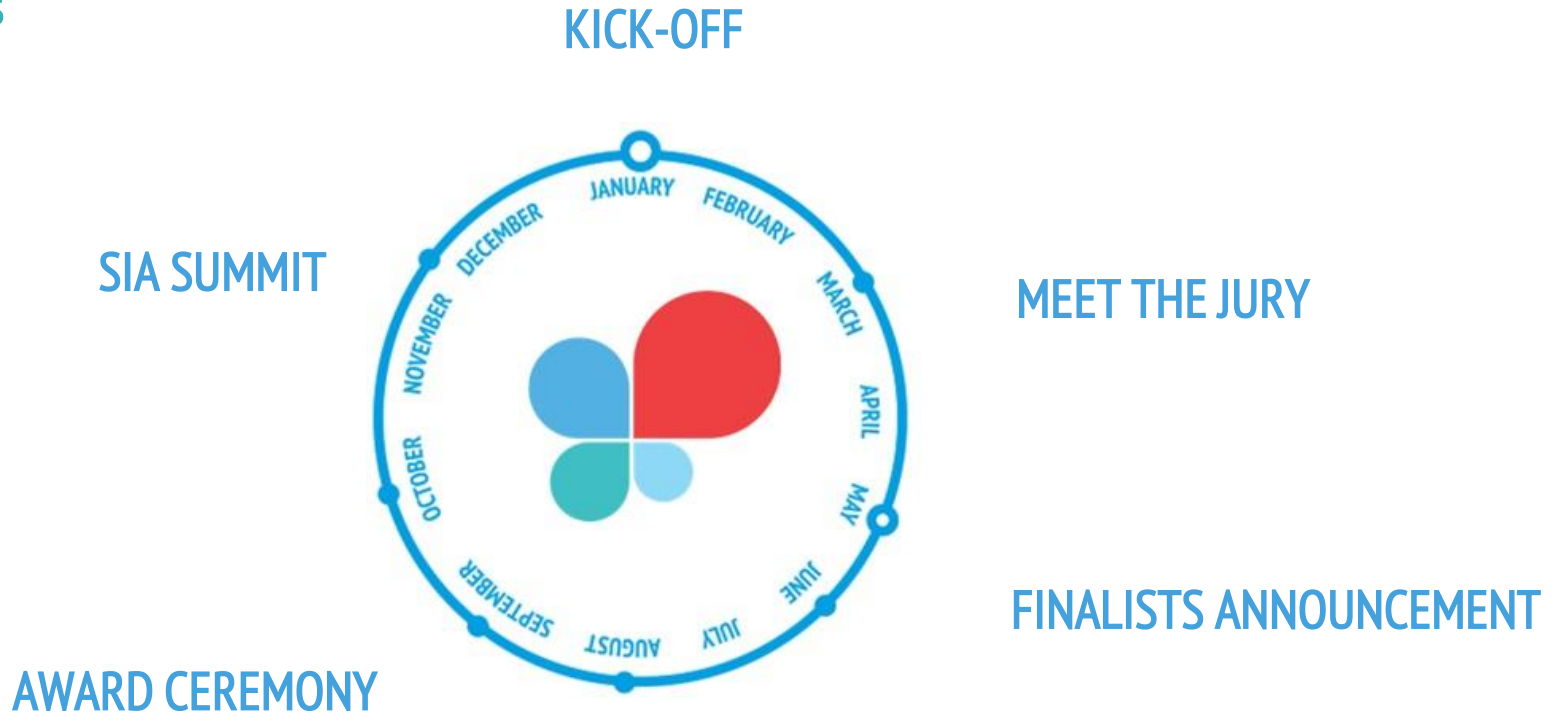 S
KICK-OFF
JANUARY
FEBRUARY
MARCH
APRIL
MAY
JUNE
JULY
AUGUST
SEPTEMBER
OCTOBER
NOVEMBER
DECEMBER
SIA SUMMIT
MEET THE JURY
FINALISTS ANNOUNCEMENT
AWARD CEREMONY